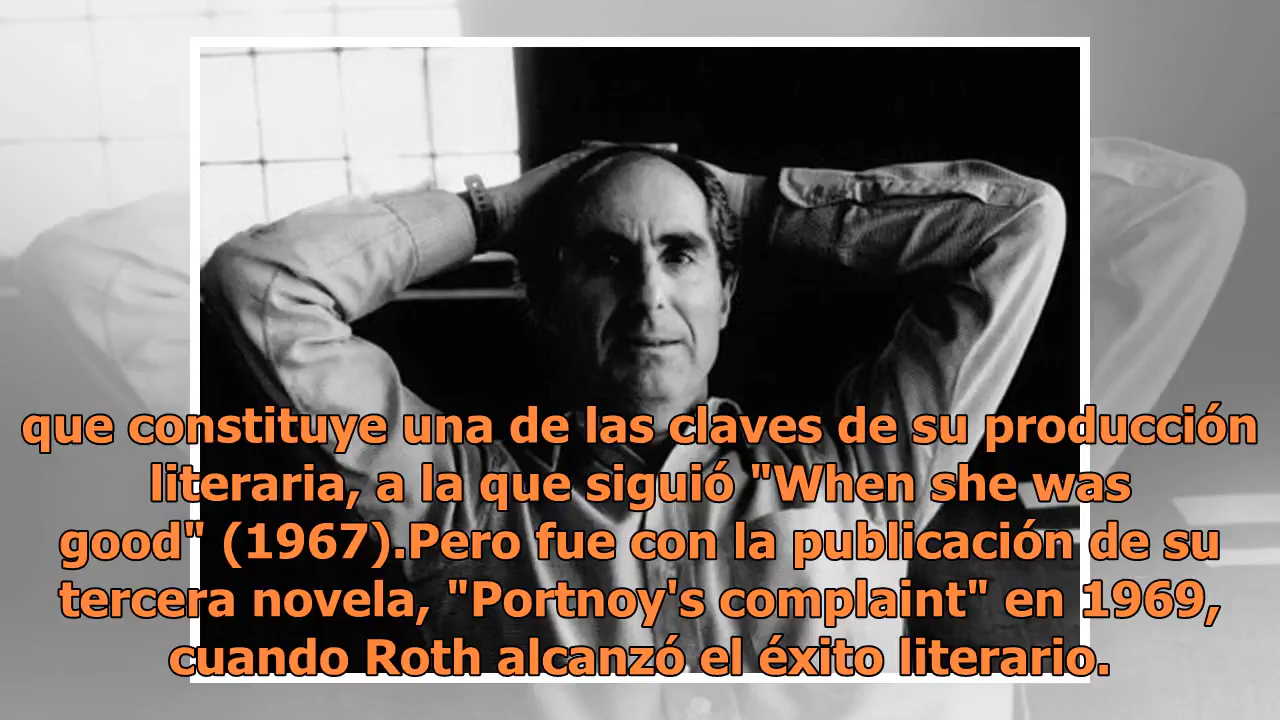 que constituye una de las claves de su producción
literaria, a la que siguió "When she was
good" (1967).Pero fue con la publicación de su
tercera novela, "Portnoy's complaint" en 1969,
cuando Roth alcanzó el éxito literario.